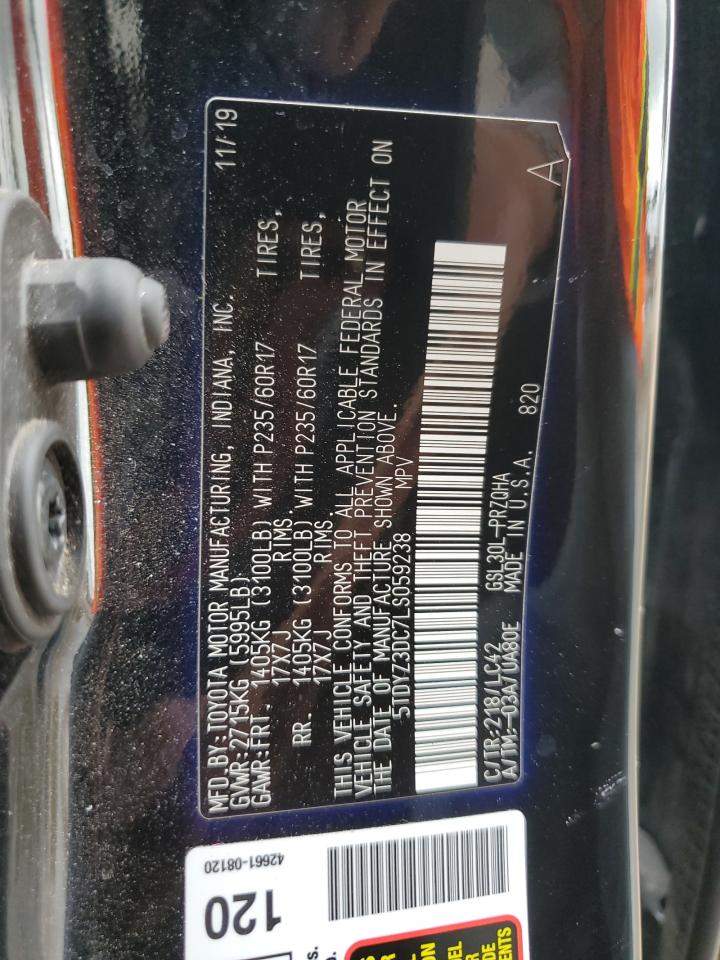 MFD.BY:TOYOTA MOTOR MANUFACTURING, INDIANA, INC. 11/19
GVWR:2715KG (5995LB)
GAWR:FRT. 1405KG (3100LB) WITH P235/60R17 TIRES,
17X7J RIMS,
RR. 1405KG (3100LB) WITH P235/60R17 TIRES,
17X7J RIMS.
THIS VEHICLE CONFORMS TO ALL APPLICABLE FEDERAL MOTOR
VEHICLE SAFETY AND THEFT PREVENTION STANDARDS IN EFFECT ON
THE DATE OF MANUFACTURE SHOWN ABOVE.
5TDYZ3DC7LS059238 MPV
C/TR:218/LC42 GSL30L-PRZQHA
A/TM:-03A/UA80E MADE IN U.S.A. 820
A
42661-08120
120